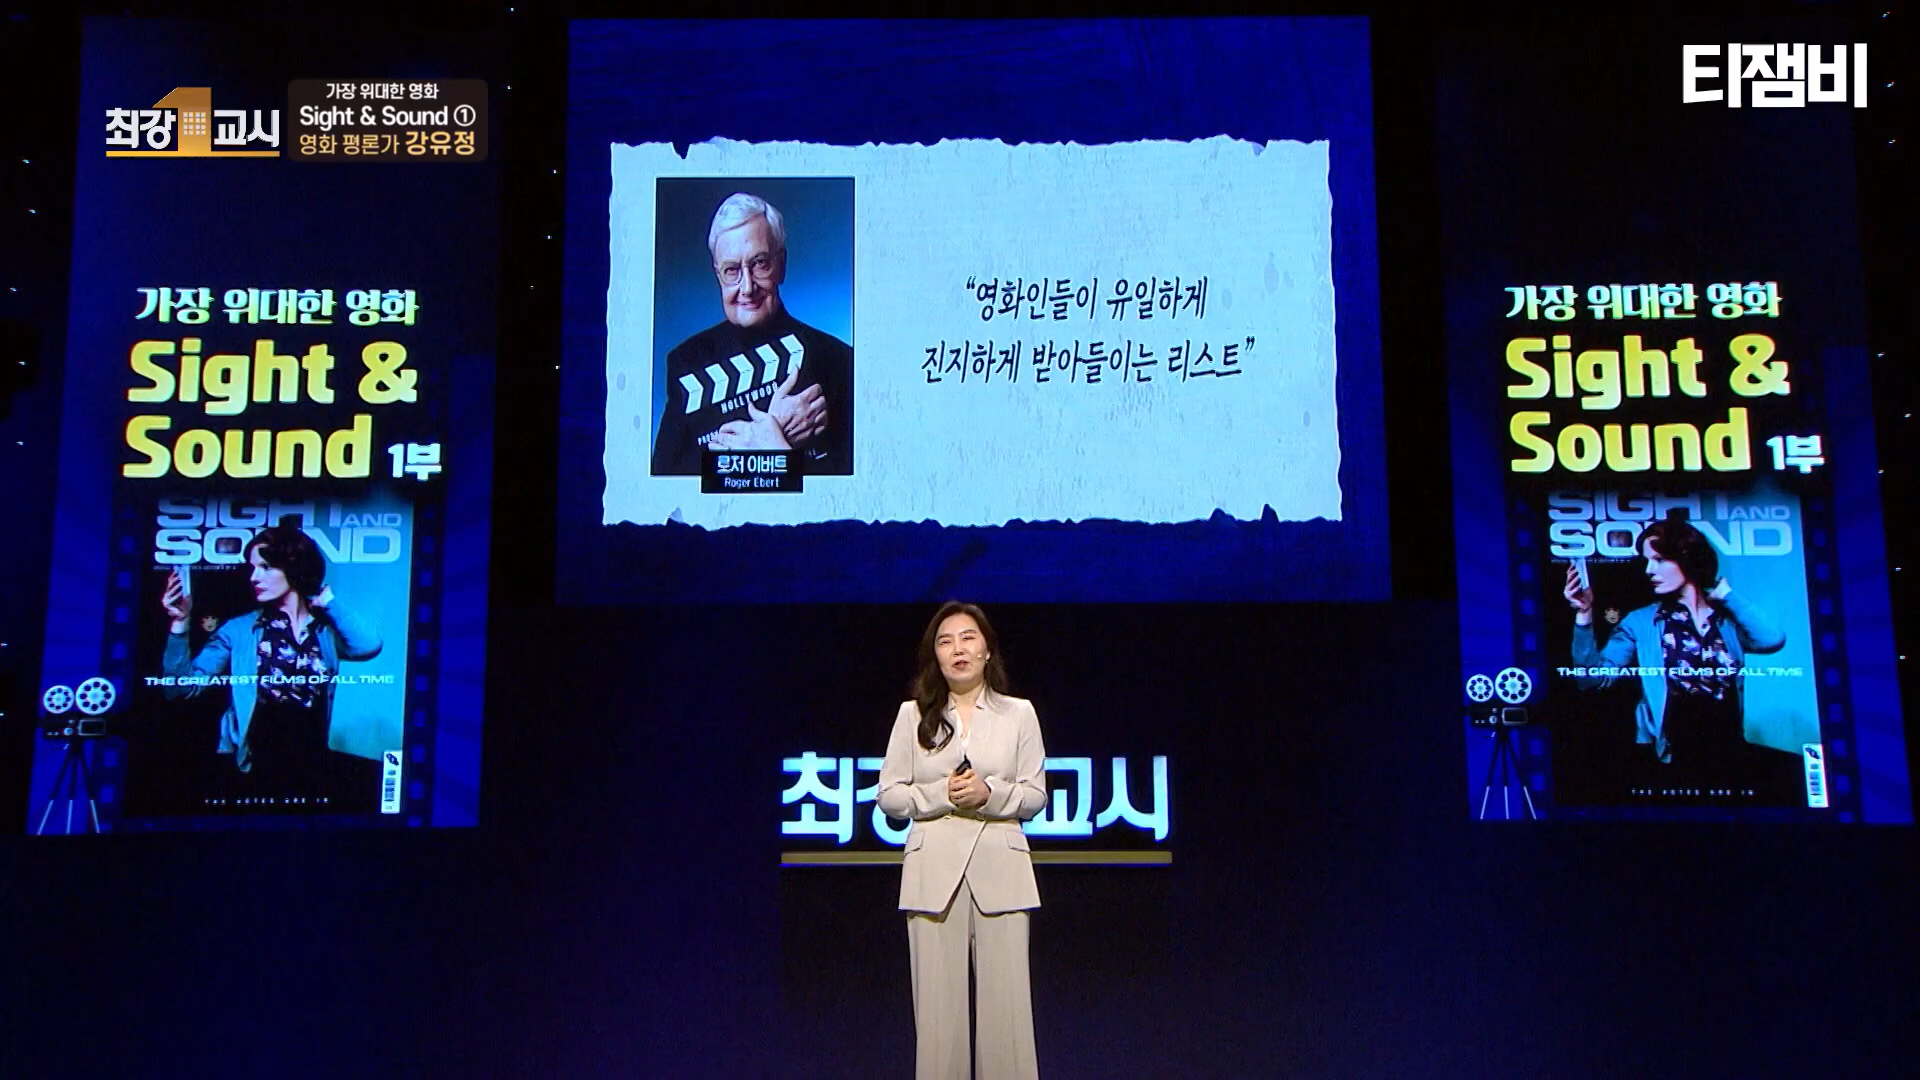 티잼비
최강1교시
가장 위대한 영화
Sight & Sound ①
영화 평론가 강유정
“영화인들이 유일하게
진지하게 받아들이는 리스트”
HOLLYWOOD
로저 이버트
Roger Ebert
가장 위대한 영화
Sight &
Sound 1부
SIGHT AND
SOUND
THE GREATEST FILMS OF ALL TIME
THE VOTES ARE IN
가장 위대한 영화
Sight &
Sound 1부
SIGHT AND
SOUND
THE GREATEST FILMS OF ALL TIME
THE VOTES ARE IN
최강 교시